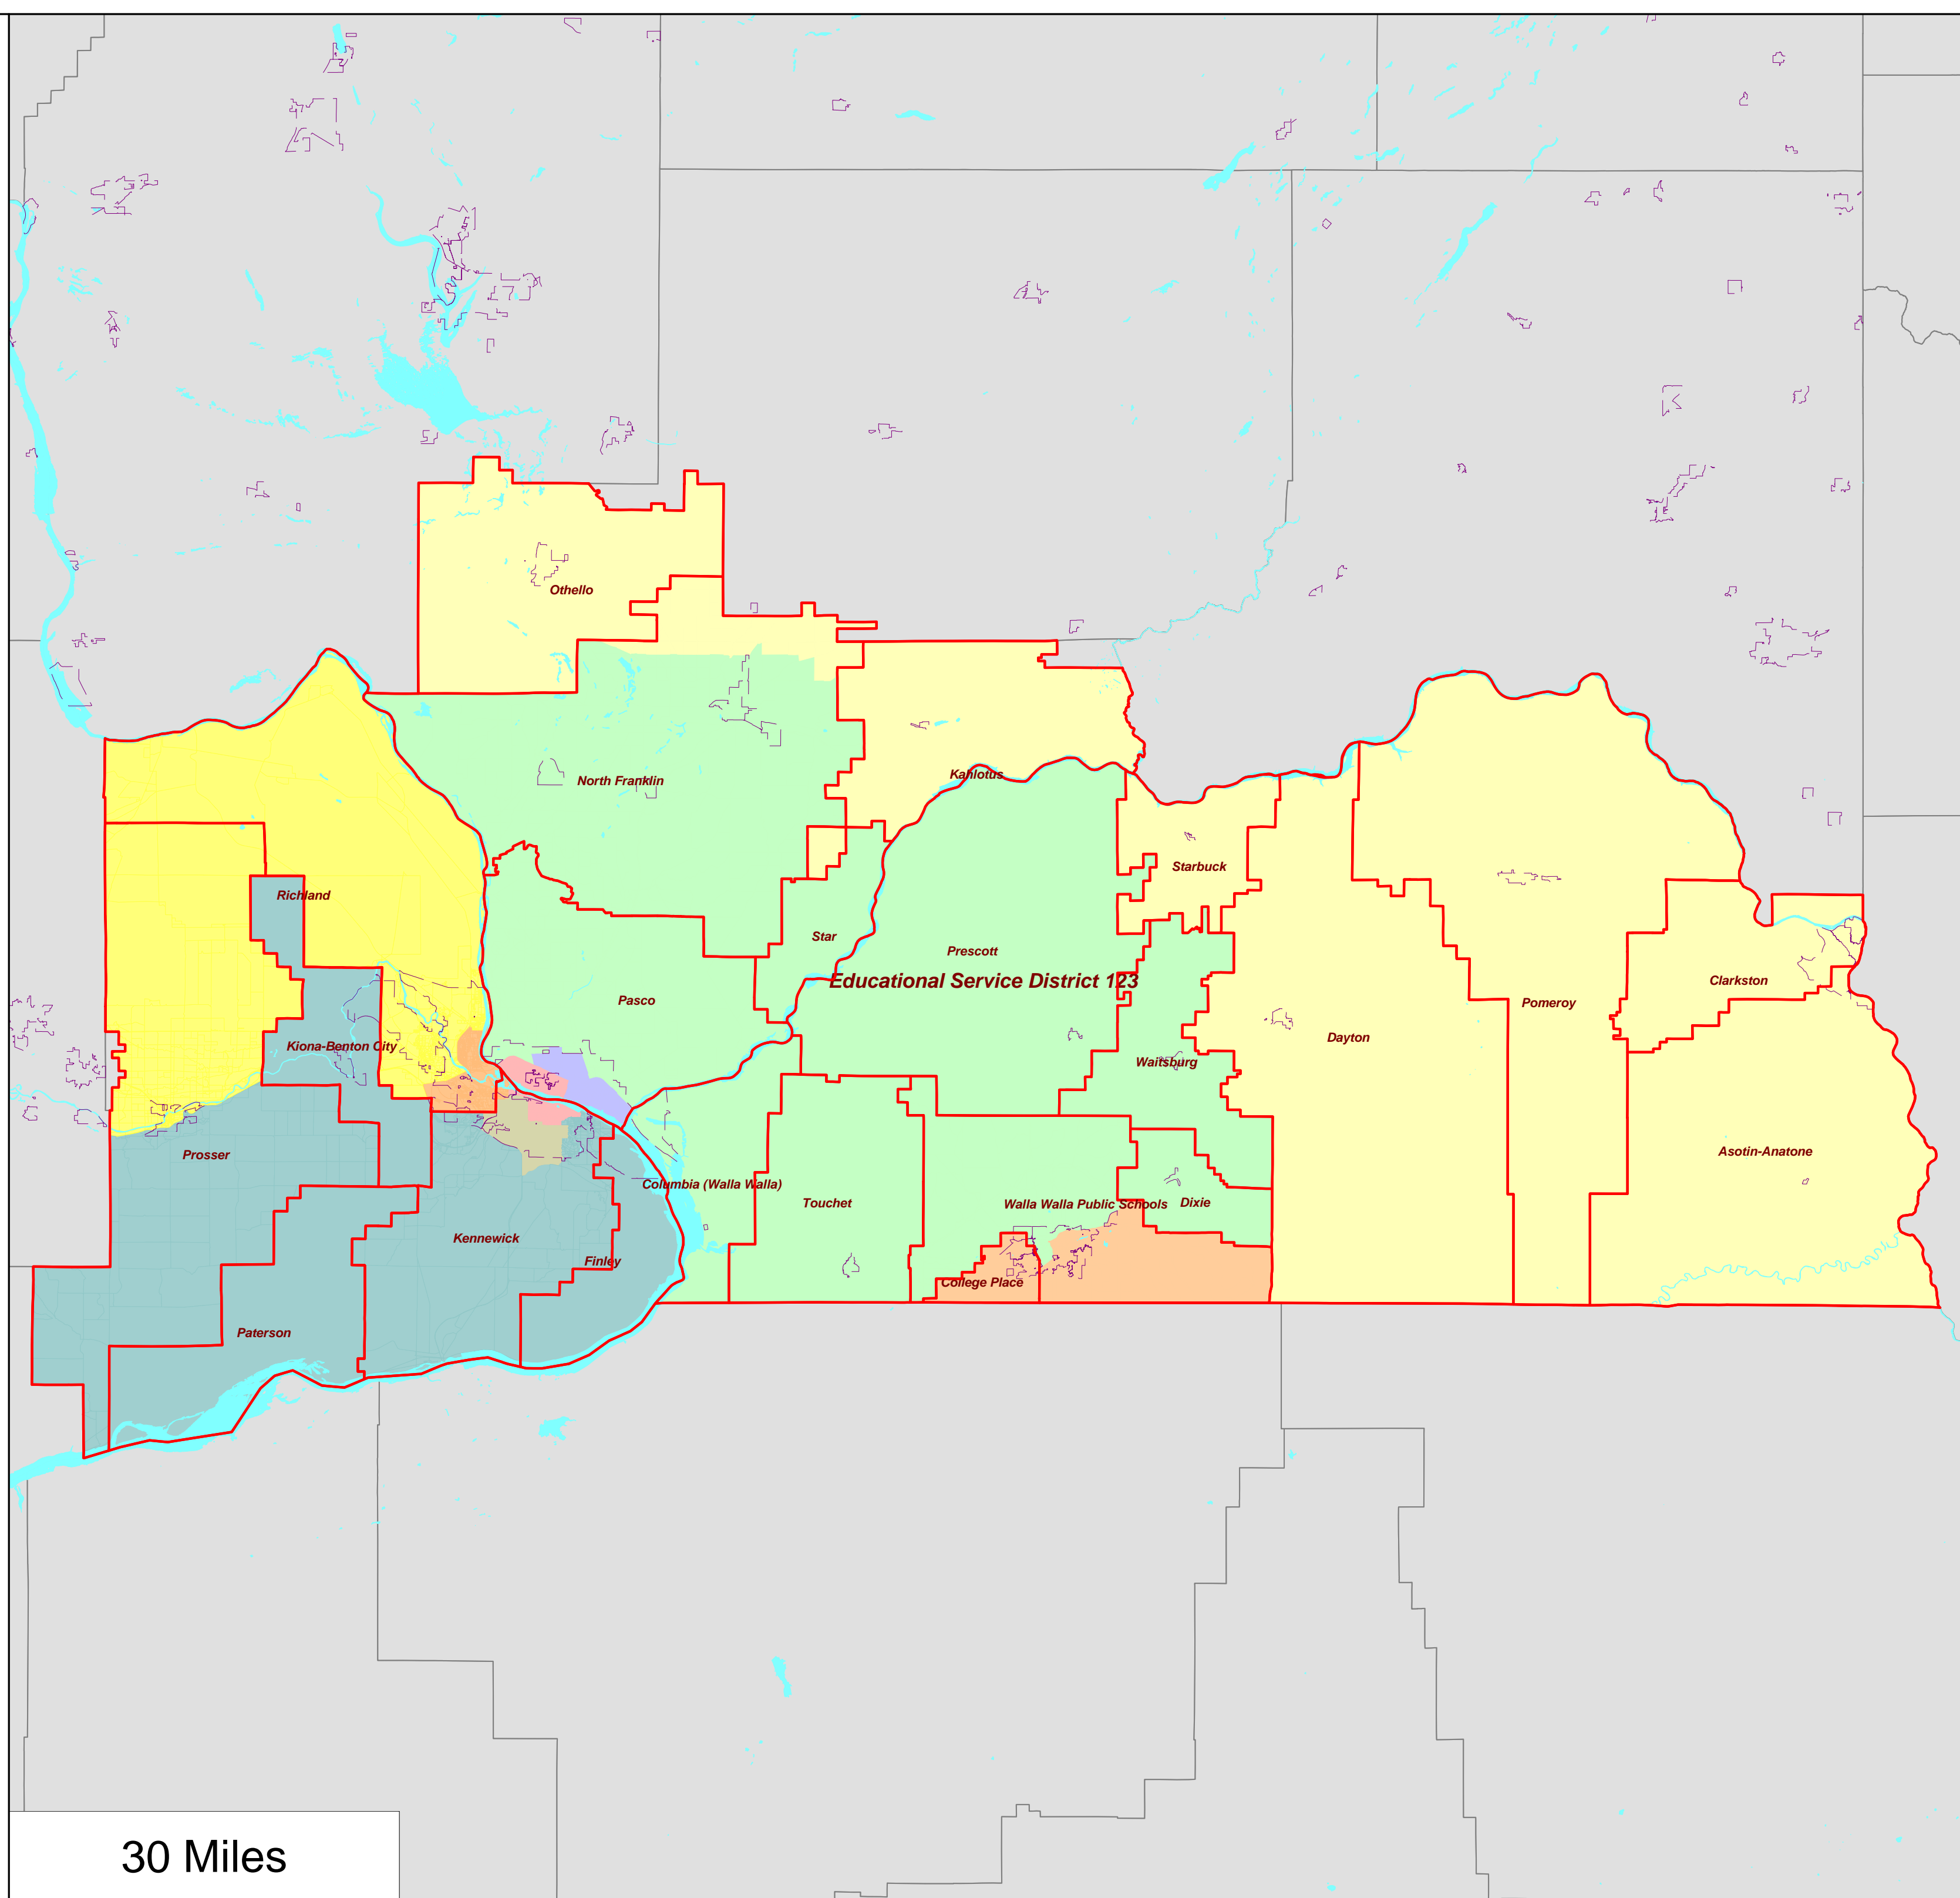 Othello
North Franklin
Kahlotus
Starbuck
Richland
Star
Prescott
Educational Service District 123
Clarkston
Pasco
Pomeroy
Dayton
Kiona-Benton City
Waitsburg
Asotin-Anatone
Prosser
Columbia (Walla Walla)
Touchet
Walla Walla Public Schools
Dixie
Kennewick
Finley
College Place
Paterson
30 Miles